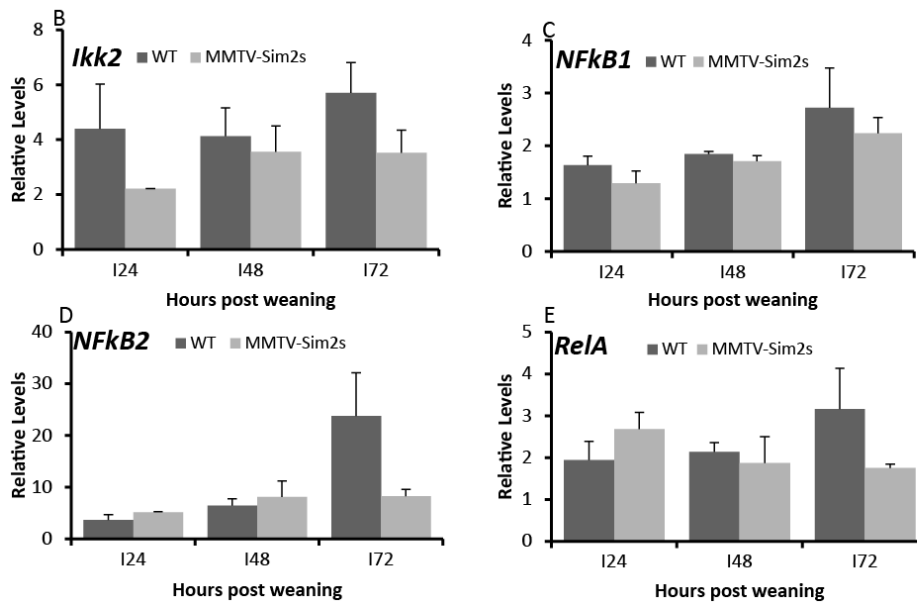 B
Ikk2
WT MMTV-Sim2s
Relative Levels
8
6
4
2
0
I24 I48 I72
Hours post weaning
C
NFkB1
WT MMTV-Sim2s
Relative Levels
4
3
2
1
0
I24 I48 I72
Hours post weaning
D
NFkB2
WT MMTV-Sim2s
Relative Levels
40
30
20
10
0
I24 I48 I72
Hours post weaning
E
RelA
WT MMTV-Sim2s
Relative Levels
5
4
3
2
1
0
I24 I48 I72
Hours post weaning